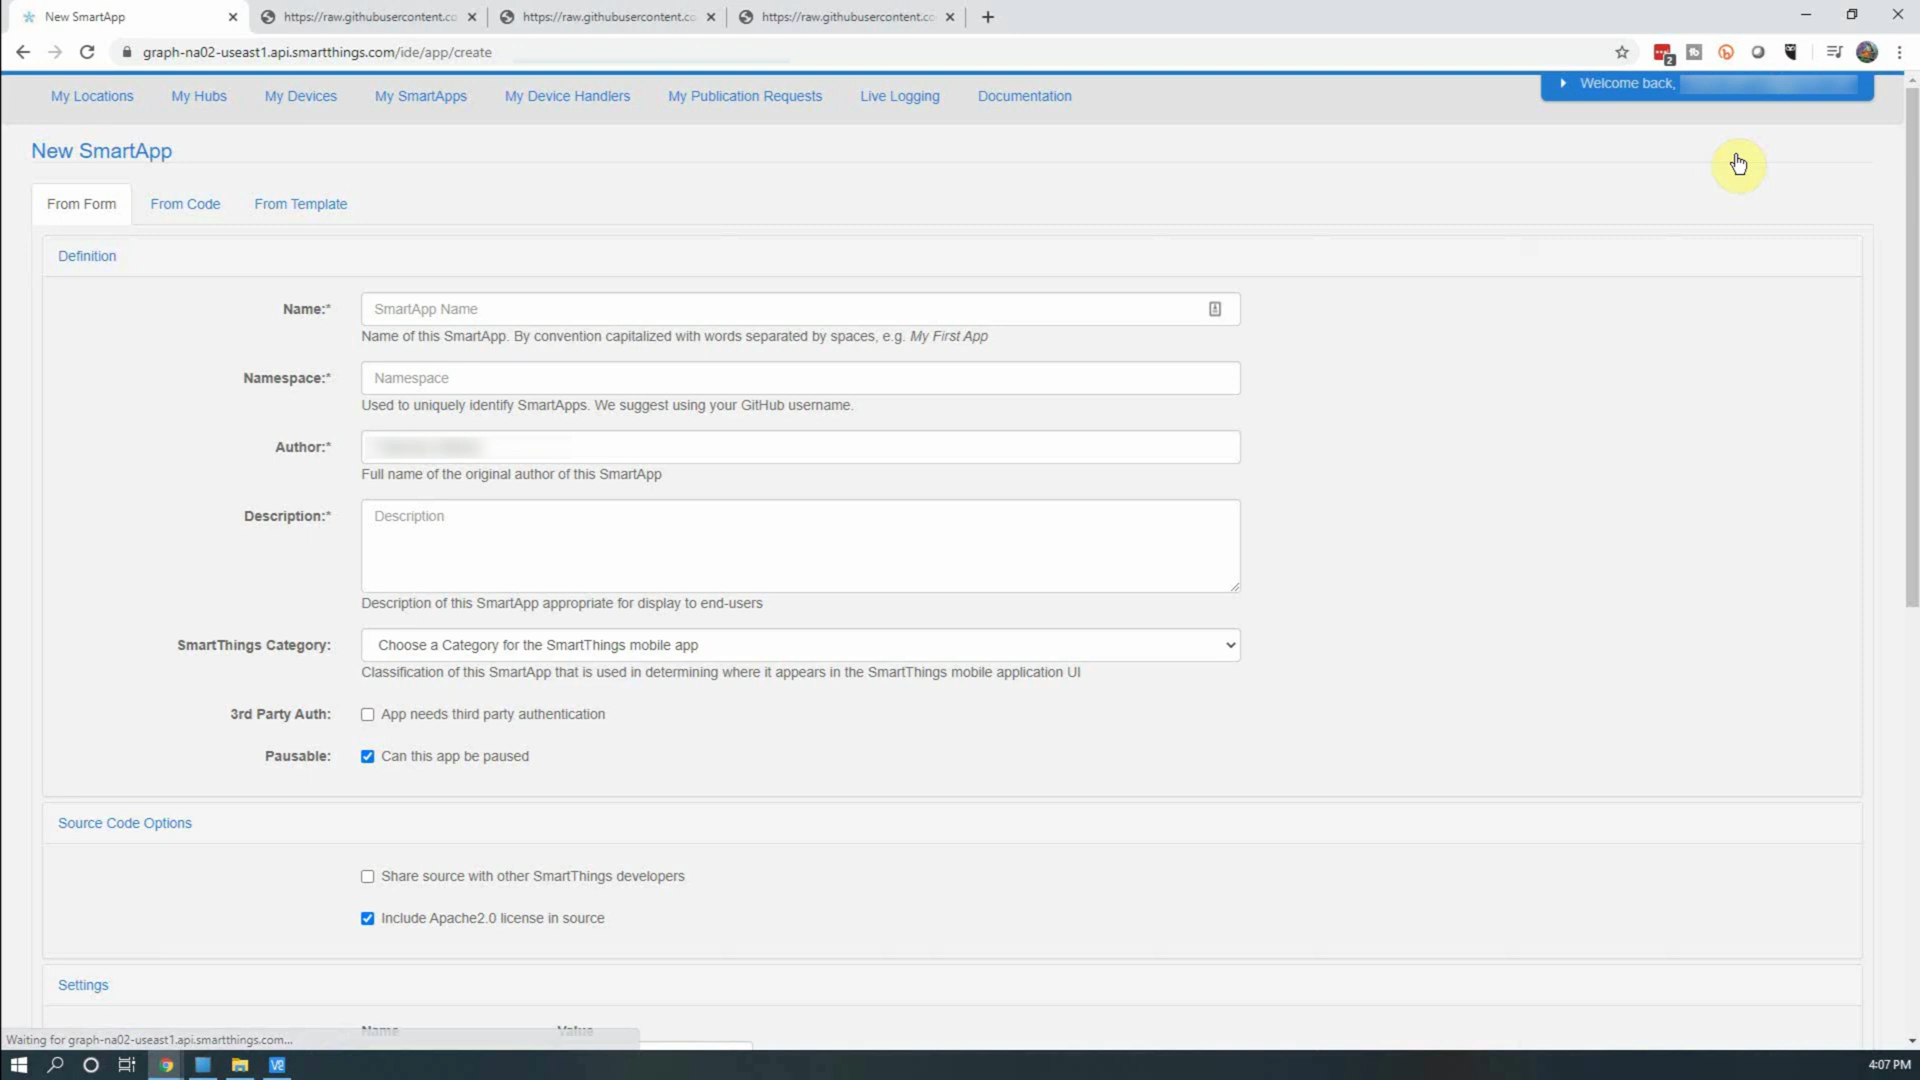 New SmartApp
https://raw.githubusercontent.co
https://raw.githubusercontent.co
https://raw.githubusercontent.co
graph-na02-useast1.api.smartthings.com/ide/app/create
2
My Locations
My Hubs
My Devices
My SmartApps
My Device Handlers
My Publication Requests
Live Logging
Documentation
Welcome back,
New SmartApp
From Form
From Code
From Template
Definition
Name:*
SmartApp Name
Name of this SmartApp. By convention capitalized with words separated by spaces, e.g. My First App
Namespace:*
Namespace
Used to uniquely identify SmartApps. We suggest using your GitHub username.
Author:*
Full name of the original author of this SmartApp
Description:*
Description
Description of this SmartApp appropriate for display to end-users
SmartThings Category:
Choose a Category for the SmartThings mobile app
Classification of this SmartApp that is used in determining where it appears in the SmartThings mobile application UI
3rd Party Auth:
App needs third party authentication
Pausable:
Can this app be paused
Source Code Options
Share source with other SmartThings developers
Include Apache2.0 license in source
Settings
Name
Value
Waiting for graph-na02-useast1.api.smartthings.com...
4:07 PM